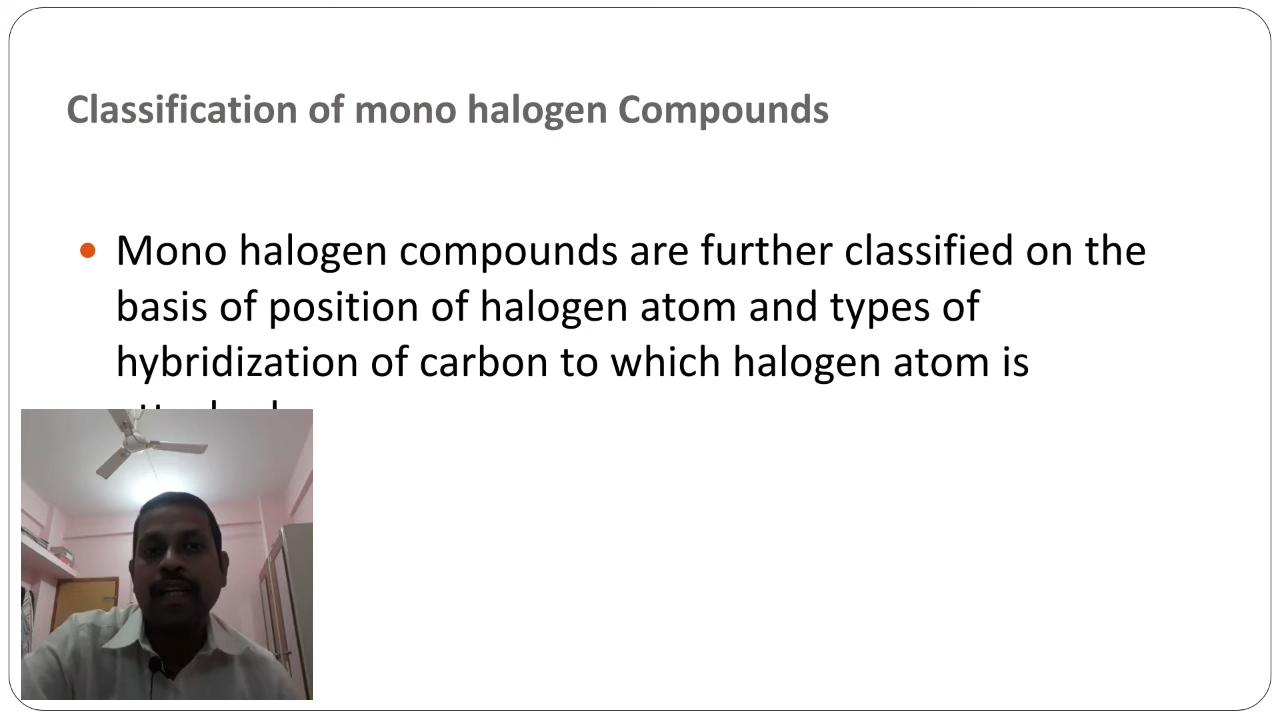 Classification of mono halogen Compounds
Mono halogen compounds are further classified on the
basis of position of halogen atom and types of
hybridization of carbon to which halogen atom is